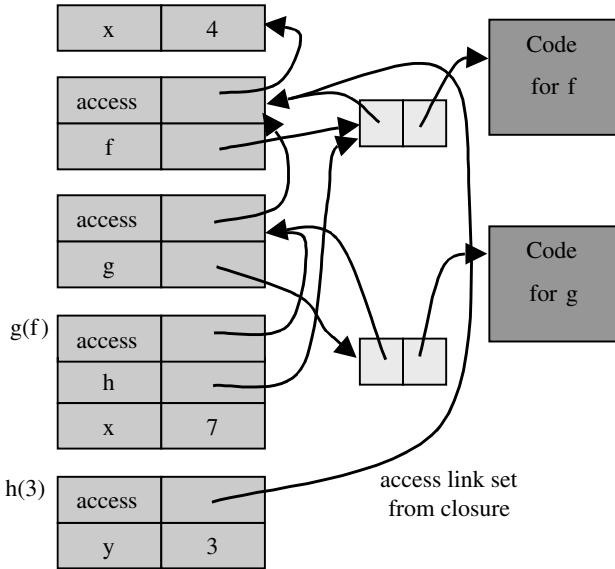 x 4
access
f
access
g
g(f)
access
h
x 7
h(3)
access
y 3
Code
for f
Code
for g
access link set
from closure